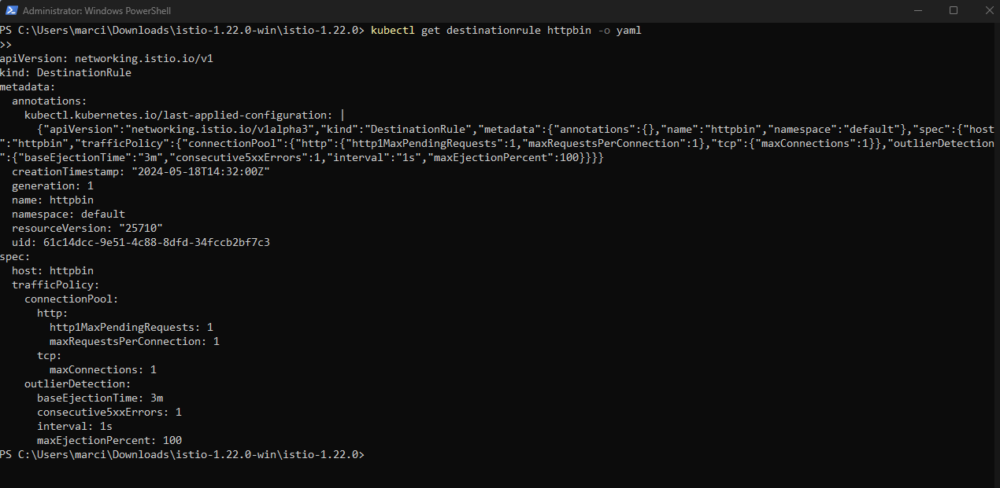 Administrator: Windows PowerShell
PS C:\Users\marci\Downloads\istio-1.22.0-win\istio-1.22.0> kubectl get destinationrule httpbin -o yaml
>>
apiVersion: networking.istio.io/v1
kind: DestinationRule
metadata:
  annotations:
    kubectl.kubernetes.io/last-applied-configuration: |
      {"apiVersion":"networking.istio.io/v1alpha3","kind":"DestinationRule","metadata":{"annotations":{},"name":"httpbin","namespace":"default"},"spec":{"host
":"httpbin","trafficPolicy":{"connectionPool":{"http":{"http1MaxPendingRequests":1,"maxRequestsPerConnection":1},"tcp":{"maxConnections":1}},"outlierDetection
":{"baseEjectionTime":"3m","consecutive5xxErrors":1,"interval":"1s","maxEjectionPercent":100}}}}
  creationTimestamp: "2024-05-18T14:32:00Z"
  generation: 1
  name: httpbin
  namespace: default
  resourceVersion: "25710"
  uid: 61c14dcc-9e51-4c88-8dfd-34fccb2bf7c3
spec:
  host: httpbin
  trafficPolicy:
    connectionPool:
      http:
        http1MaxPendingRequests: 1
        maxRequestsPerConnection: 1
      tcp:
        maxConnections: 1
    outlierDetection:
      baseEjectionTime: 3m
      consecutive5xxErrors: 1
      interval: 1s
      maxEjectionPercent: 100
PS C:\Users\marci\Downloads\istio-1.22.0-win\istio-1.22.0>